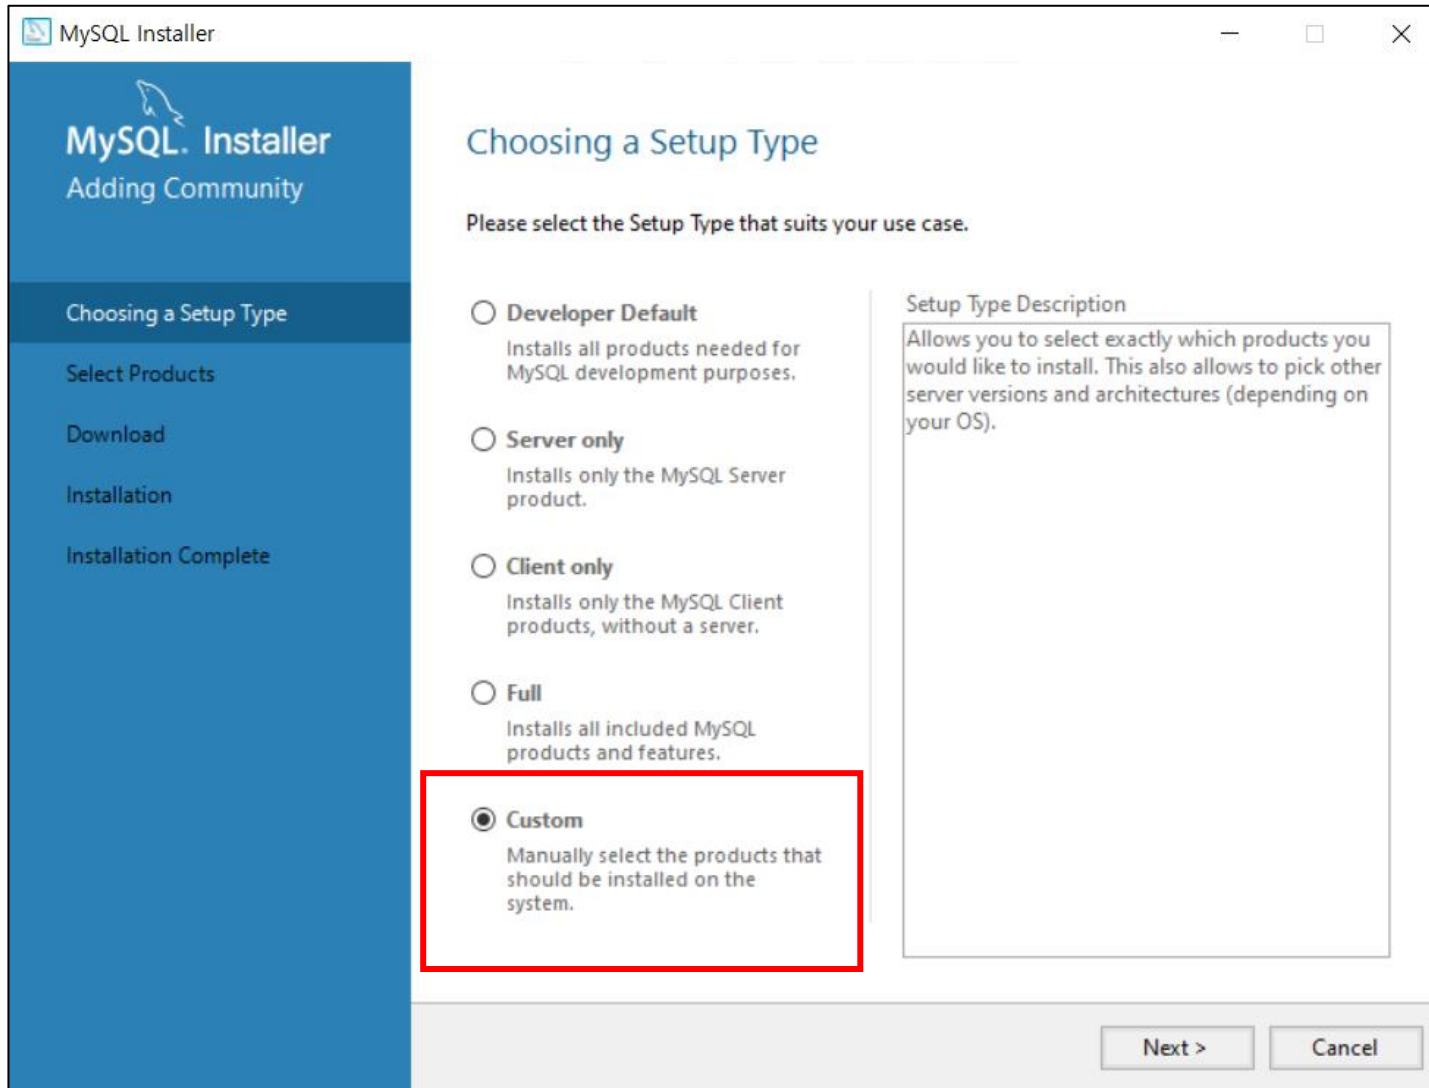 MySQL Installer
MySQL. Installer
Adding Community
Choosing a Setup Type
Select Products
Download
Installation
Installation Complete
Choosing a Setup Type
Please select the Setup Type that suits your use case.
Developer Default
Installs all products needed for
MySQL development purposes.
Server only
Installs only the MySQL Server
product.
Client only
Installs only the MySQL Client
products, without a server.
Full
Installs all included MySQL
products and features.
Custom
Manually select the products that
should be installed on the
system.
Setup Type Description
Allows you to select exactly which products you
would like to install. This also allows to pick other
server versions and architectures (depending on
your OS).
Next >
Cancel